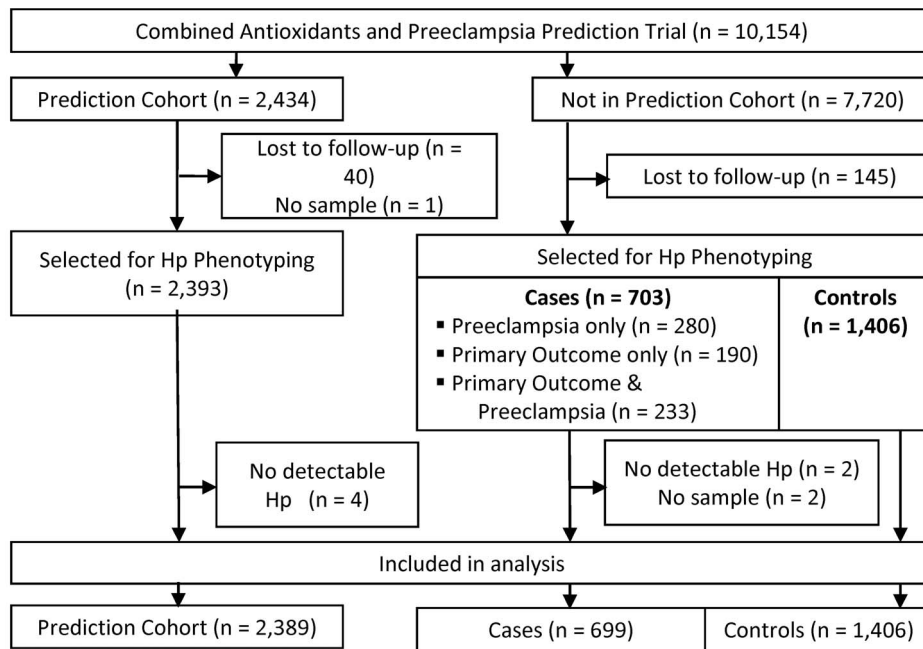 Combined Antioxidants and Preeclampsia Prediction Trial (n = 10,154)
Prediction Cohort (n = 2,434)
Not in Prediction Cohort (n = 7,720)
Lost to follow-up (n =
40)
No sample (n = 1)
Lost to follow-up (n = 145)
Selected for Hp Phenotyping
(n = 2,393)
Selected for Hp Phenotyping
Cases (n = 703)
▪ Preeclampsia only (n = 280)
▪ Primary Outcome only (n = 190)
▪ Primary Outcome &
Preeclampsia (n = 233)
Controls
(n = 1,406)
No detectable
Hp (n = 4)
No detectable Hp (n = 2)
No sample (n = 2)
Included in analysis
Prediction Cohort (n = 2,389)
Cases (n = 699)
Controls (n = 1,406)